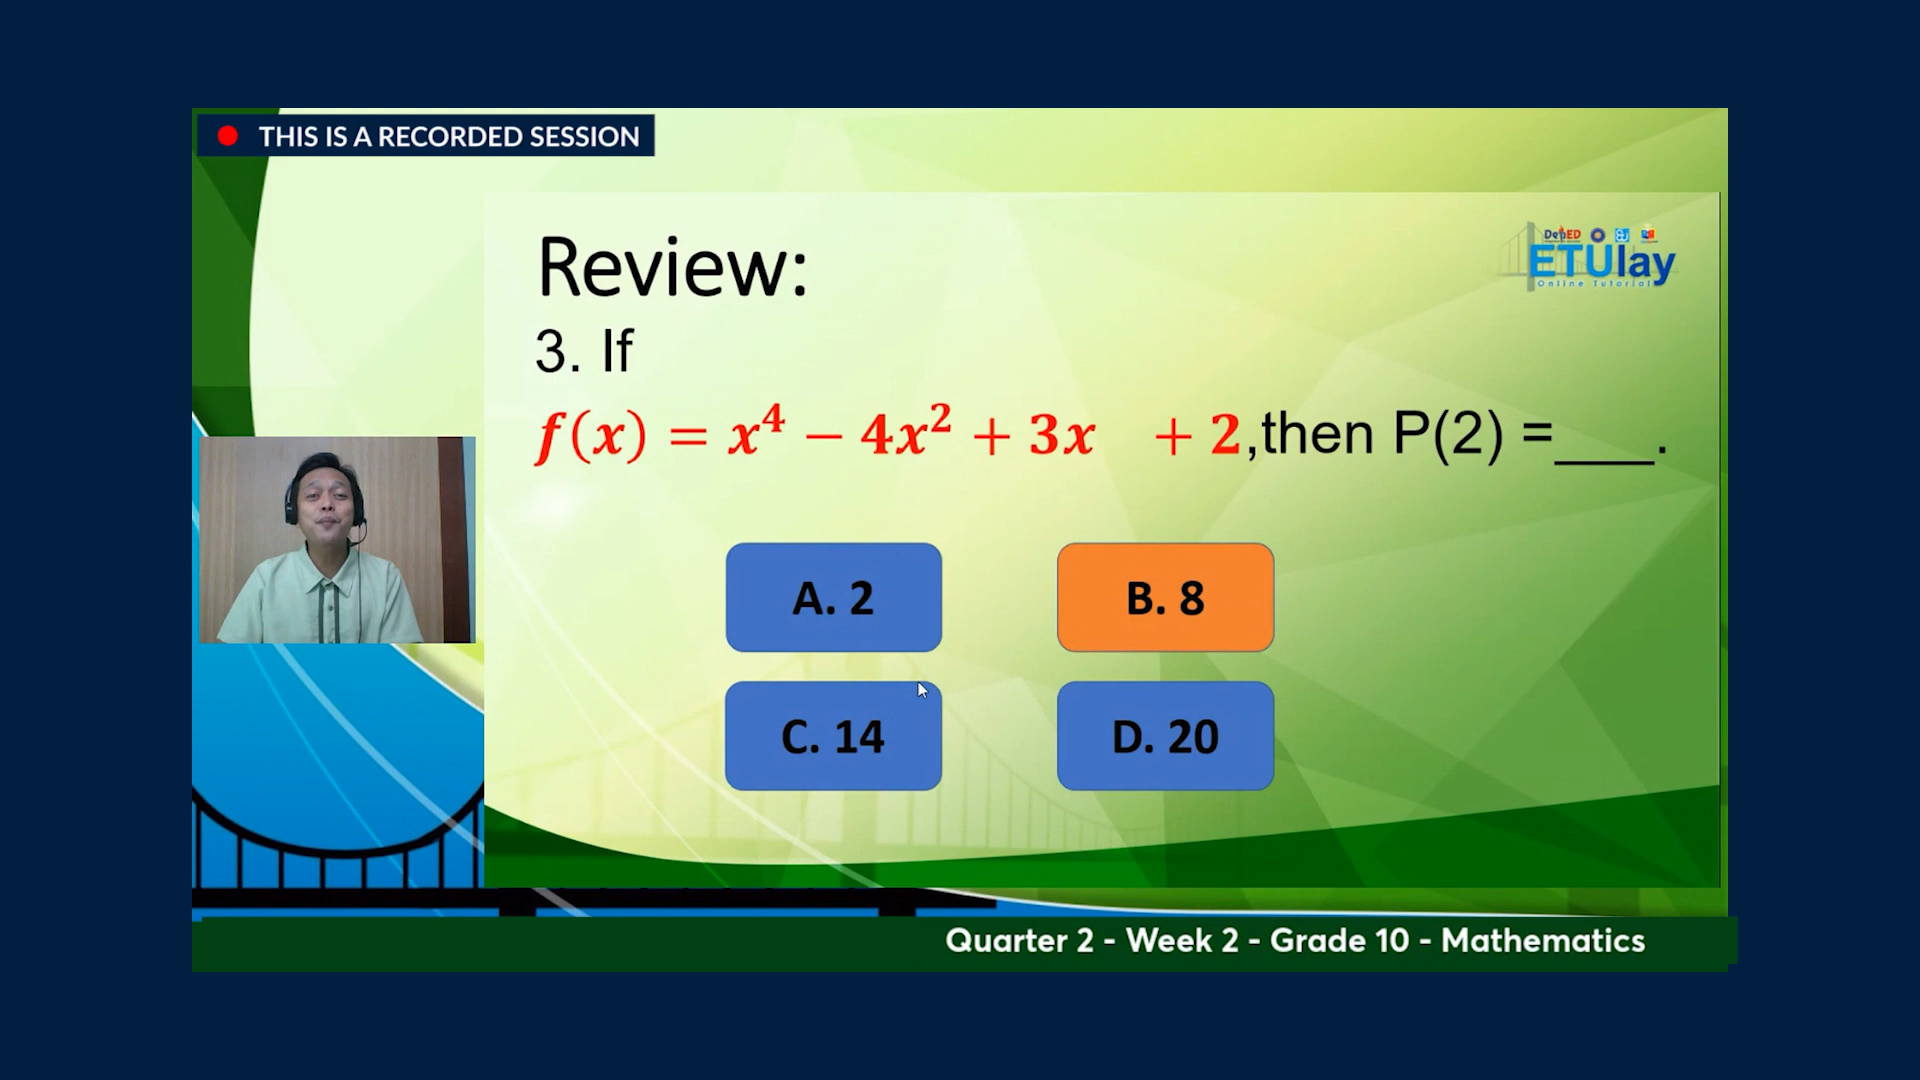 THIS IS A RECORDED SESSION
DepED
ETUlay
Online Tutorial
Review:
3. If
f(x) = x⁴ − 4x² + 3x + 2,then P(2) =___.
A. 2
B. 8
C. 14
D. 20
Quarter 2 - Week 2 - Grade 10 - Mathematics